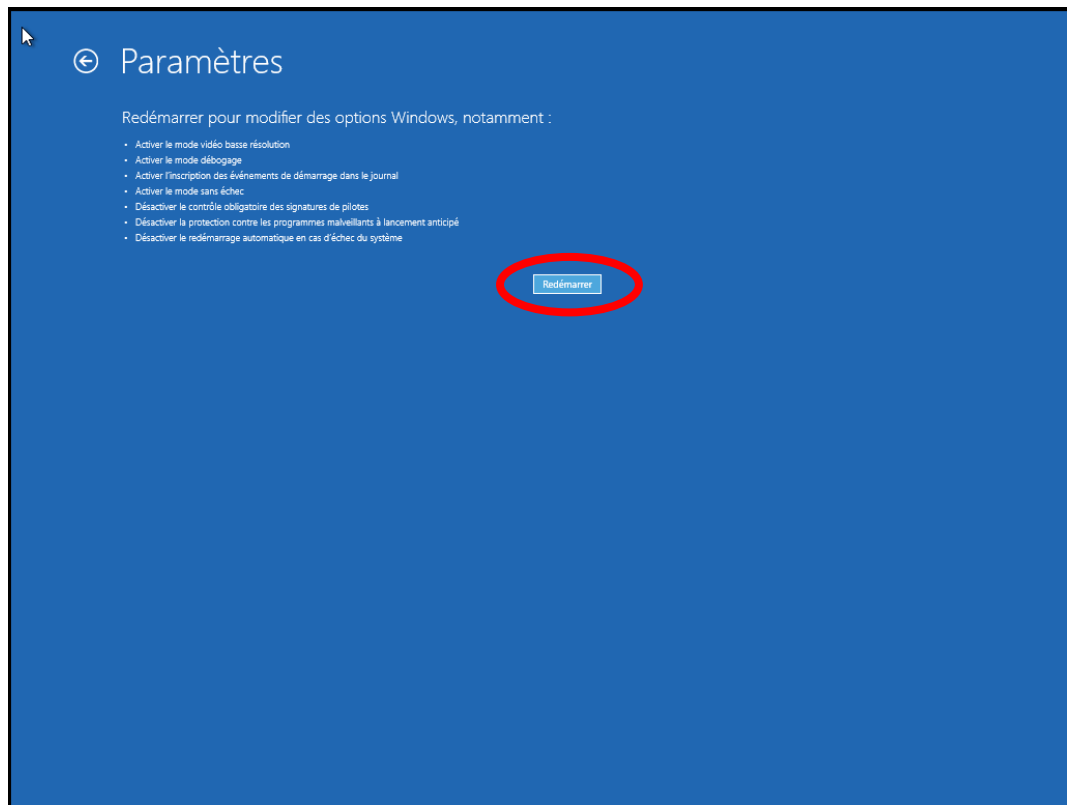 Paramètres
Redémarrer pour modifier des options Windows, notamment :
• Activer le mode vidéo basse résolution
• Activer le mode débogage
• Activer l'inscription des événements de démarrage dans le journal
• Activer le mode sans échec
• Désactiver le contrôle obligatoire des signatures de pilotes
• Désactiver la protection contre les programmes malveillants à lancement anticipé
• Désactiver le redémarrage automatique en cas d'échec du système
Redémarrer